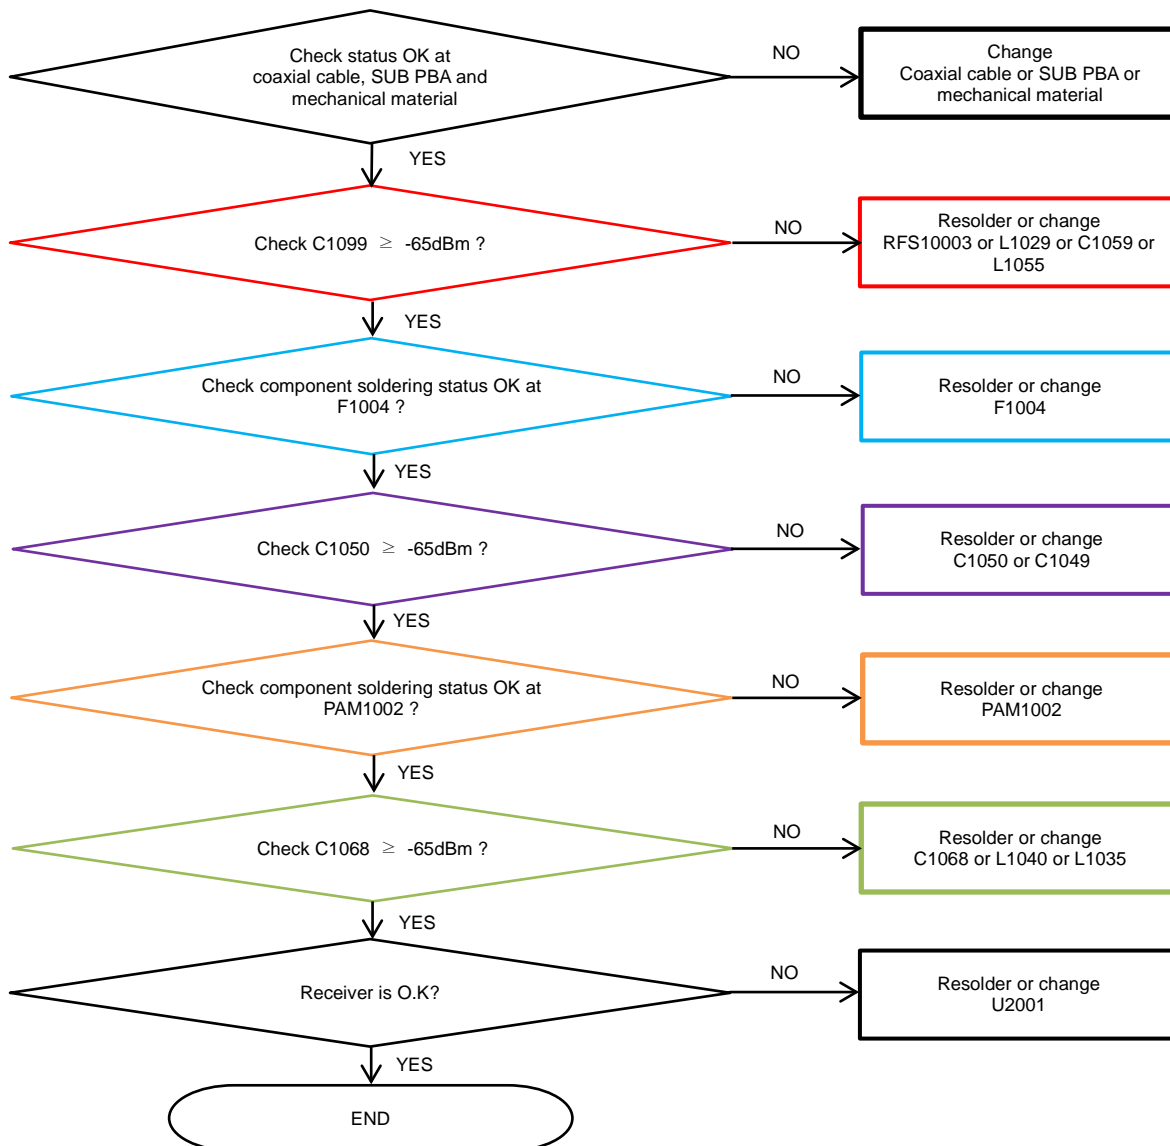 Check status OK at
coaxial cable, SUB PBA and
mechanical material
NO
Change
Coaxial cable or SUB PBA or
mechanical material
YES
Check C1099 ≥ -65dBm ?
NO
Resolder or change
RFS10003 or L1029 or C1059 or
L1055
YES
Check component soldering status OK at
F1004 ?
NO
Resolder or change
F1004
YES
Check C1050 ≥ -65dBm ?
NO
Resolder or change
C1050 or C1049
YES
Check component soldering status OK at
PAM1002 ?
NO
Resolder or change
PAM1002
YES
Check C1068 ≥ -65dBm ?
NO
Resolder or change
C1068 or L1040 or L1035
YES
Receiver is O.K?
NO
Resolder or change
U2001
YES
END